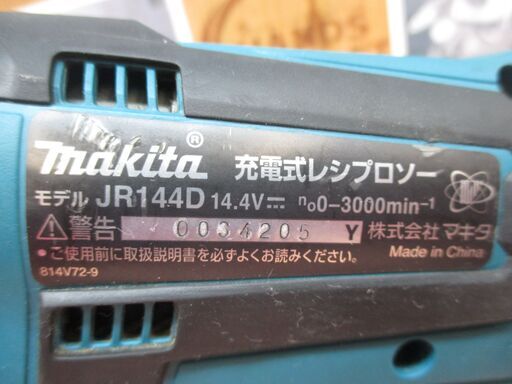 makita® 充電式レシプロソー
モデル JR144D 14.4V⎓ n₀0-3000min⁻¹
⚠警告 0034205 Y 株式会社マキタ
•ご使用前に取扱説明書を必ずよくお読みください。 Made in China
814V72-9